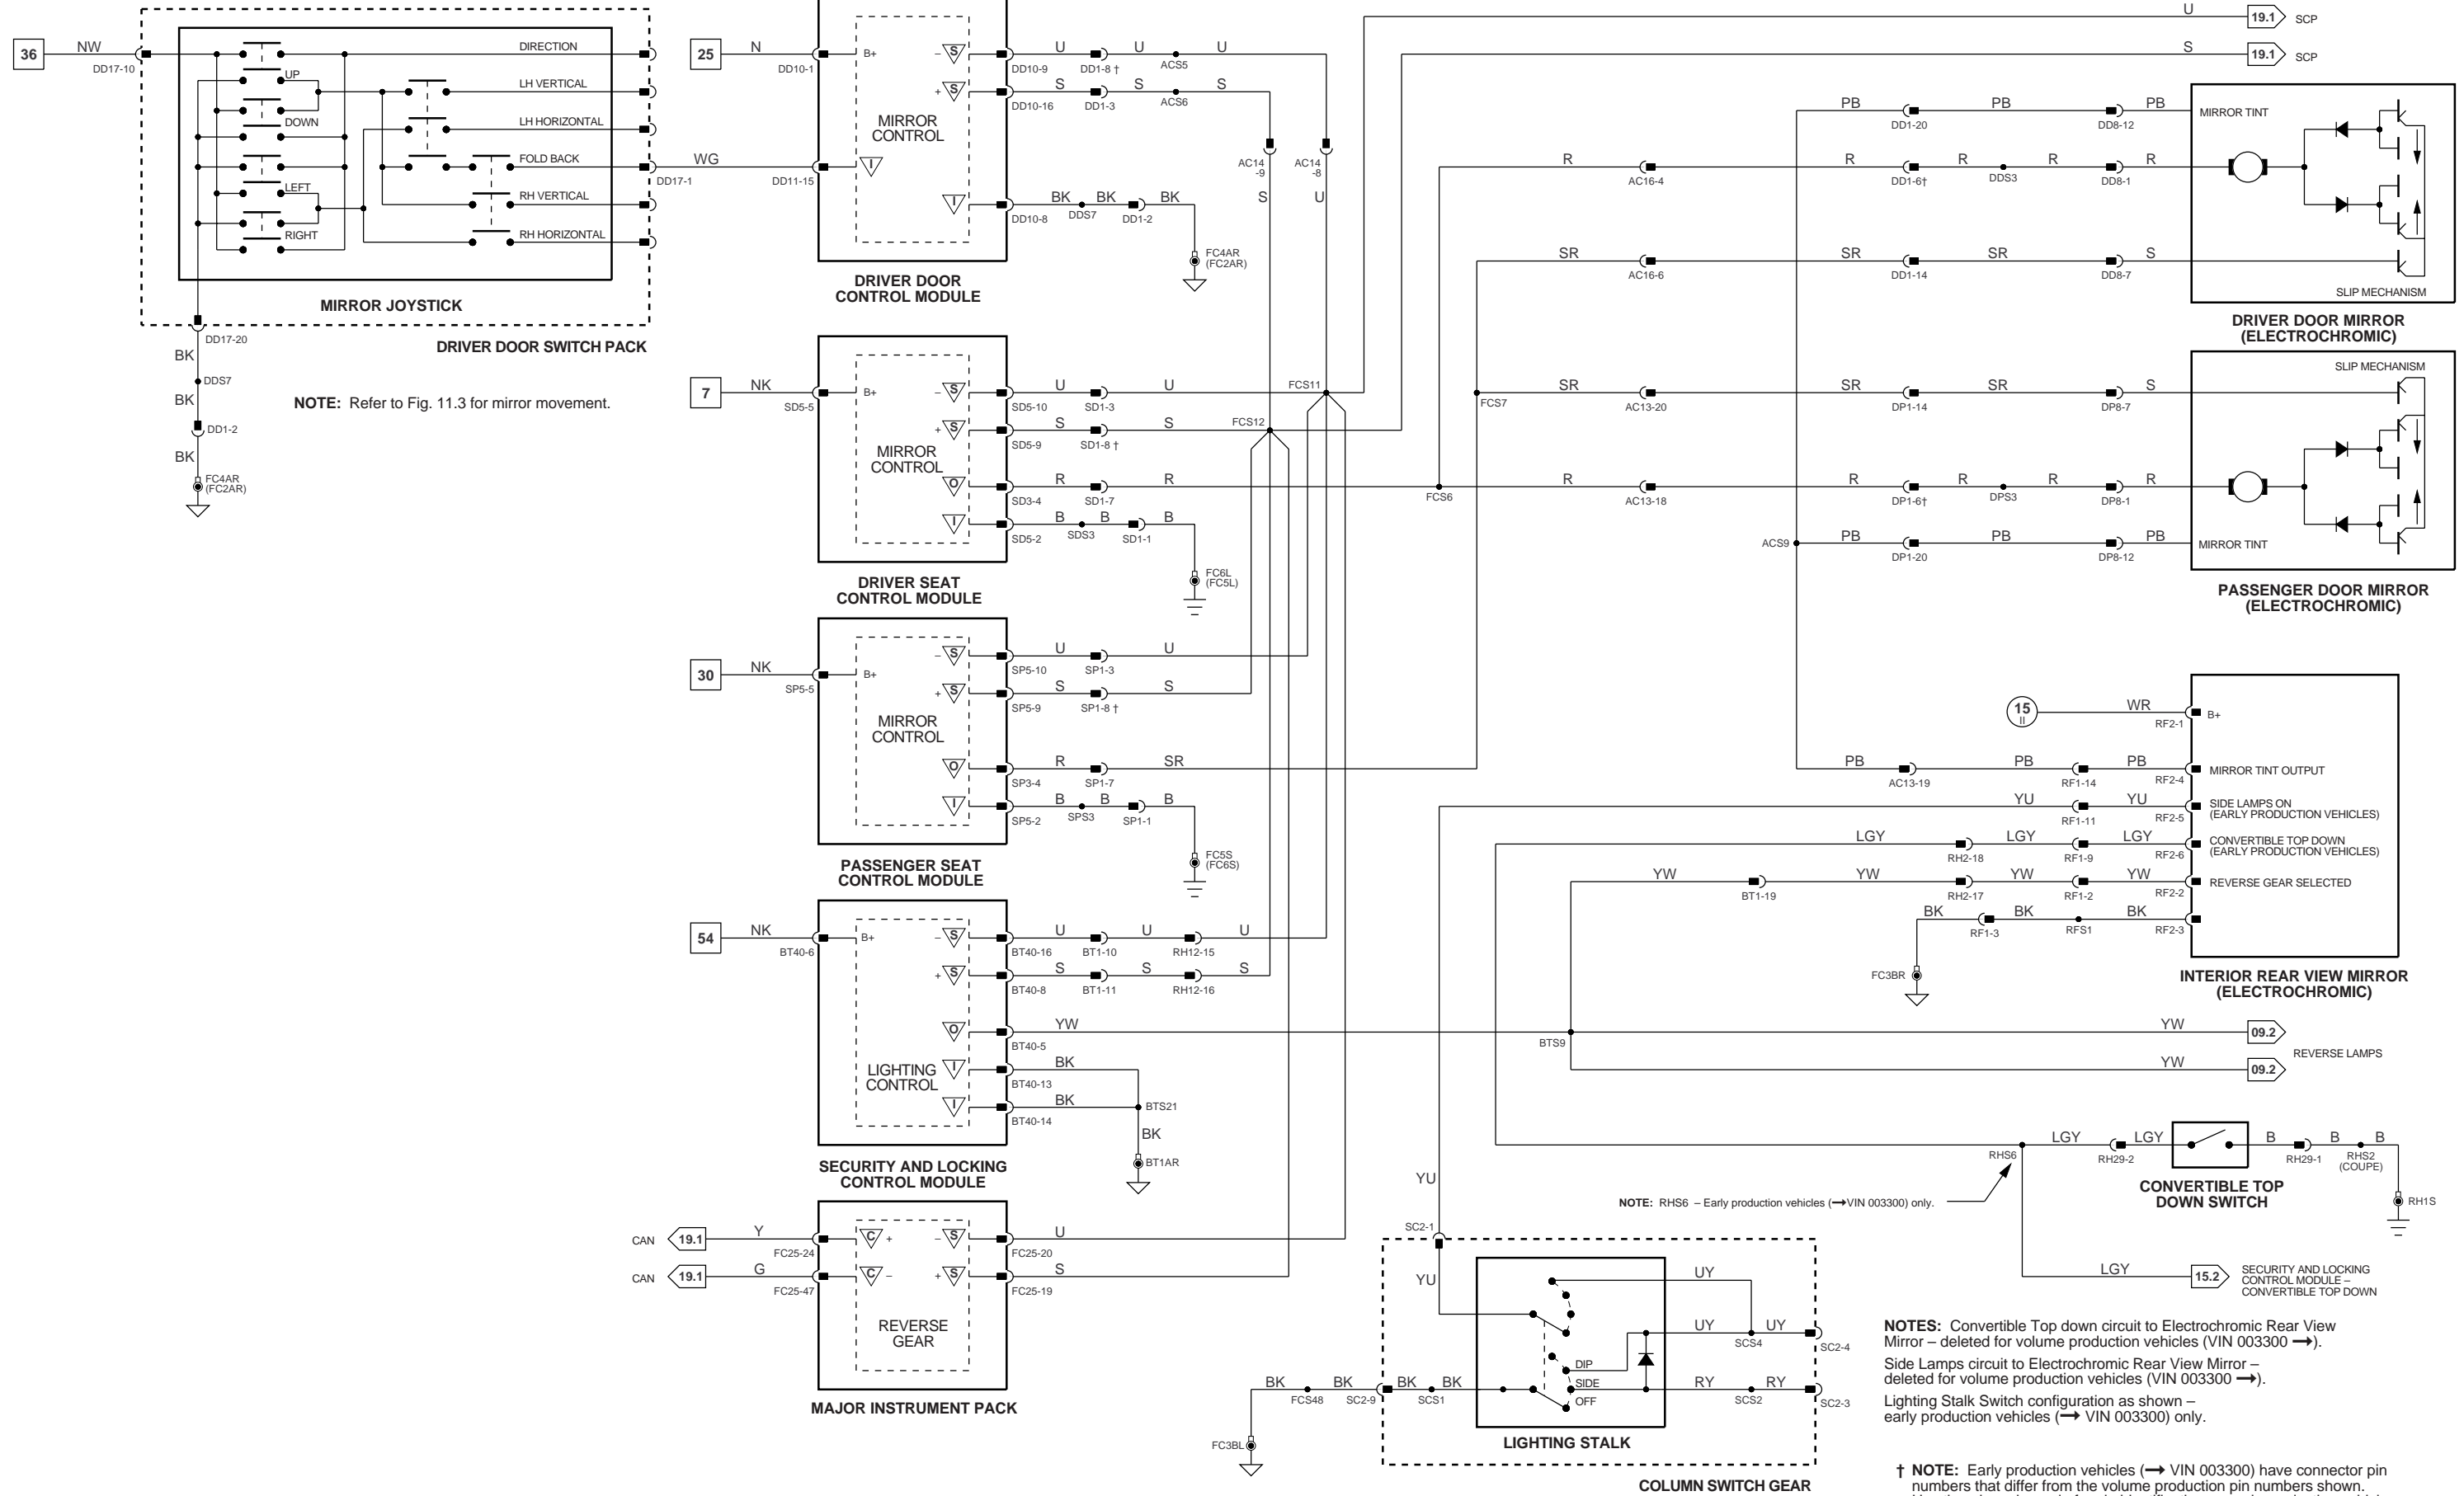 36
NW
DD17-10
DIRECTION
UP
LH VERTICAL
DOWN
LH HORIZONTAL
FOLD BACK
LEFT
RH VERTICAL
RIGHT
RH HORIZONTAL
MIRROR JOYSTICK
DRIVER DOOR SWITCH PACK
DD17-20
BK
DDS7
BK
DD1-2
BK
FC4AR
(FC2AR)
NOTE: Refer to Fig. 11.3 for mirror movement.
DD17-1
WG
DD11-15
25
N
DD10-1
B+
MIRROR
CONTROL
I
– S
+ S
I
DD10-9
U
DD1-8 †
U
ACS5
U
DD10-16
S
DD1-3
S
ACS6
S
DD10-8
BK
DDS7
BK
DD1-2
BK
FC4AR
(FC2AR)
DRIVER DOOR
CONTROL MODULE
AC14
-9
S
AC14
-8
U
7
NK
SD5-5
B+
MIRROR
CONTROL
– S
+ S
O
I
SD5-10
U
SD1-3
U
FCS11
SD5-9
S
SD1-8 †
S
FCS12
SD3-4
R
SD1-7
R
SD5-2
B
SDS3
B
SD1-1
B
FC6L
(FC5L)
DRIVER SEAT
CONTROL MODULE
30
NK
SP5-5
B+
MIRROR
CONTROL
– S
+ S
O
I
SP5-10
U
SP1-3
U
SP5-9
S
SP1-8 †
S
SP3-4
R
SP1-7
SR
SP5-2
B
SPS3
B
SP1-1
B
FC5S
(FC6S)
PASSENGER SEAT
CONTROL MODULE
54
NK
BT40-6
B+
LIGHTING
CONTROL
– S
+ S
O
I
I
BT40-16
U
BT1-10
U
RH12-15
U
BT40-8
S
BT1-11
S
RH12-16
S
BT40-5
YW
BT40-13
BK
BT40-14
BK
BTS21
BK
BT1AR
SECURITY AND LOCKING
CONTROL MODULE
CAN
19.1
Y
FC25-24
CAN
19.1
G
FC25-47
C +
C –
– S
+ S
REVERSE
GEAR
FC25-20
U
FC25-19
S
MAJOR INSTRUMENT PACK
U
19.1
SCP
S
19.1
SCP
PB
DD1-20
PB
DD8-12
PB
MIRROR TINT
R
AC16-4
R
DD1-6†
R
DDS3
R
DD8-1
R
SR
AC16-6
SR
DD1-14
SR
DD8-7
S
SLIP MECHANISM
DRIVER DOOR MIRROR
(ELECTROCHROMIC)
FCS7
SR
AC13-20
SR
DP1-14
SR
DP8-7
S
SLIP MECHANISM
FCS6
R
AC13-18
R
DP1-6†
R
DPS3
R
DP8-1
R
ACS9
PB
DP1-20
PB
DP8-12
PB
MIRROR TINT
PASSENGER DOOR MIRROR
(ELECTROCHROMIC)
15
II
WR
RF2-1
B+
PB
AC13-19
PB
RF1-14
PB
RF2-4
MIRROR TINT OUTPUT
YU
RF1-11
YU
RF2-5
SIDE LAMPS ON
(EARLY PRODUCTION VEHICLES)
LGY
RH2-18
LGY
RF1-9
LGY
RF2-6
CONVERTIBLE TOP DOWN
(EARLY PRODUCTION VEHICLES)
YW
BT1-19
YW
RH2-17
YW
RF1-2
YW
RF2-2
REVERSE GEAR SELECTED
BK
RF1-3
BK
RFS1
BK
RF2-3
FC3BR
INTERIOR REAR VIEW MIRROR
(ELECTROCHROMIC)
BTS9
YW
09.2
YW
09.2
REVERSE LAMPS
RHS6
LGY
RH29-2
LGY
B
RH29-1
B
RHS2
(COUPE)
B
RH1S
CONVERTIBLE TOP
DOWN SWITCH
NOTE: RHS6 – Early production vehicles (→VIN 003300) only.
LGY
15.2
SECURITY AND LOCKING
CONTROL MODULE –
CONVERTIBLE TOP DOWN
YU
SC2-1
YU
UY
UY
SCS4
UY
SC2-4
DIP
SIDE
OFF
RY
SCS2
RY
SC2-3
BK
FCS48
BK
SC2-9
BK
SCS1
BK
FC3BL
LIGHTING STALK
COLUMN SWITCH GEAR
NOTES: Convertible Top down circuit to Electrochromic Rear View
Mirror – deleted for volume production vehicles (VIN 003300 →).
Side Lamps circuit to Electrochromic Rear View Mirror –
deleted for volume production vehicles (VIN 003300 →).
Lighting Stalk Switch configuration as shown –
early production vehicles (→ VIN 003300) only.
† NOTE: Early production vehicles (→ VIN 003300) have connector pin
numbers that differ from the volume production pin numbers shown.